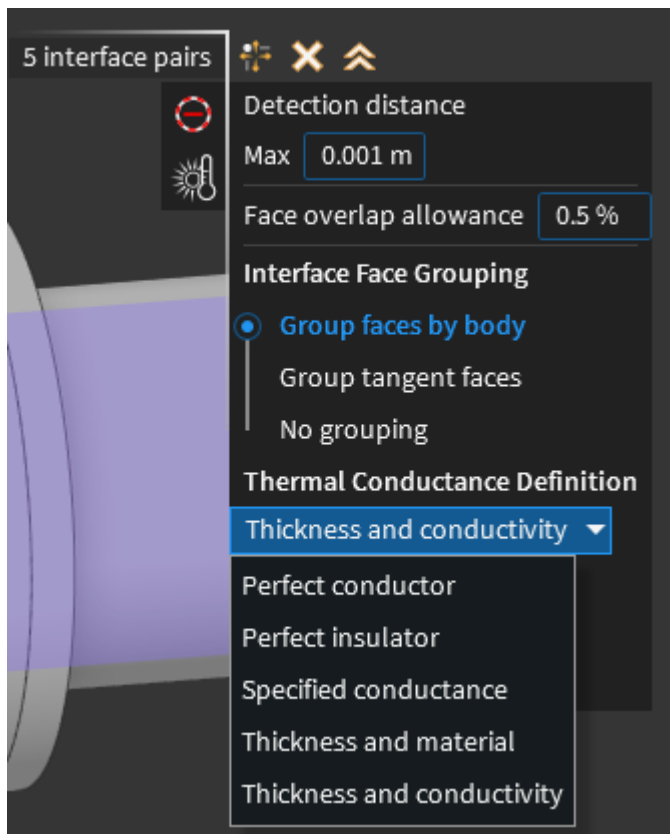 5 interface pairs
Detection distance
Max 0.001 m
Face overlap allowance 0.5 %
Interface Face Grouping
Group faces by body
Group tangent faces
No grouping
Thermal Conductance Definition
Thickness and conductivity
Perfect conductor
Perfect insulator
Specified conductance
Thickness and material
Thickness and conductivity